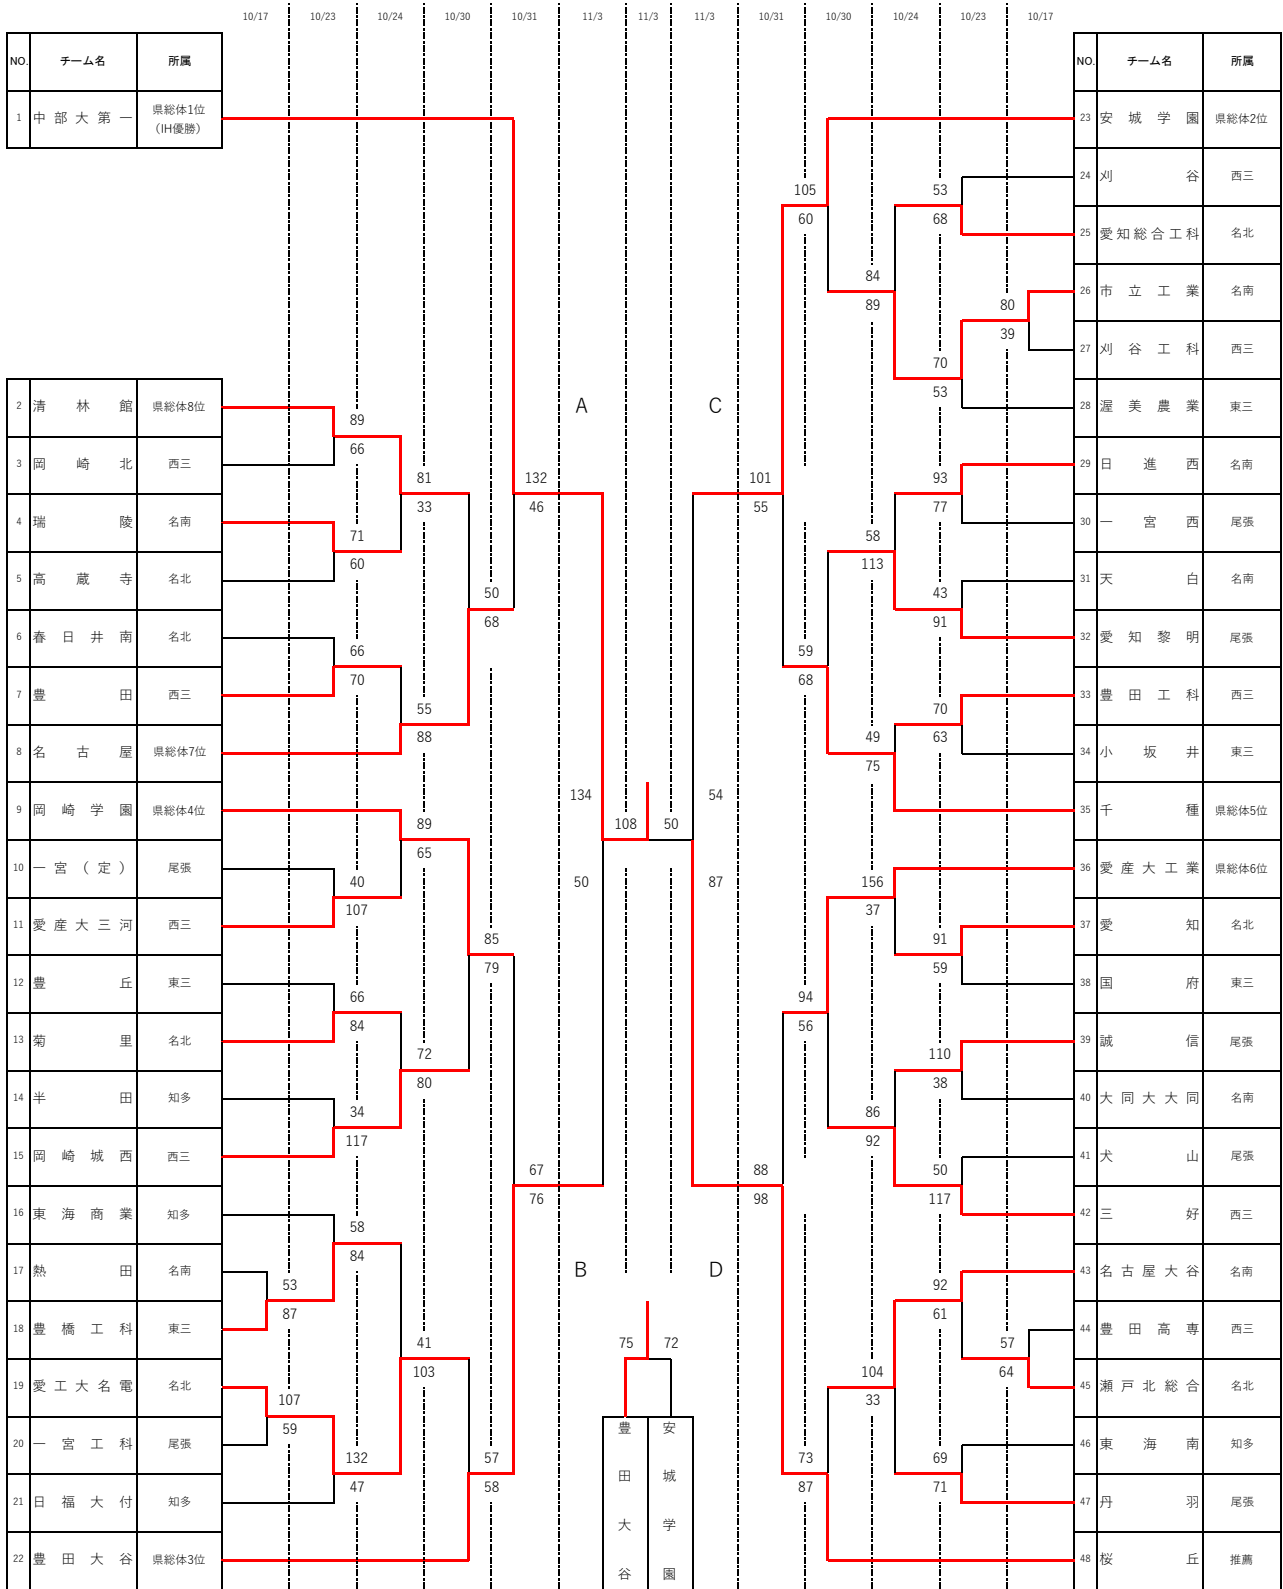 10/17 10/23 10/24 10/30 10/31 11/3 11/3 11/3 10/31 10/30 10/24 10/23 10/17
NO. チーム名 所属
1 中部大第一 県総体1位（IH優勝）
2 清林館 県総体8位
3 岡崎北 西三
4 瑞陵 名南
5 高蔵寺 名北
6 春日井南 名北
7 豊田 西三
8 名古屋 県総体7位
9 岡崎学園 県総体4位
10 一宮（定） 尾張
11 愛産大三河 西三
12 豊丘 東三
13 菊里 名北
14 半田 知多
15 岡崎城西 西三
16 東海商業 知多
17 熱田 名南
18 豊橋工科 東三
19 愛工大名電 名北
20 一宮工科 尾張
21 日福大付 知多
22 豊田大谷 県総体3位
53
87
107
59
89
66
71
60
66
70
40
107
66
84
34
117
58
84
132
47
81
33
55
88
89
65
72
80
41
103
50
68
85
79
57
58
132
46
67
76
A
B
134
50
108 50
75 72
豊田大谷
安城学園
C
D
54
87
101
55
88
98
105
60
59
68
94
56
73
87
84
89
58
113
49
75
156
37
86
92
104
33
53
68
70
53
93
77
43
91
70
63
91
59
110
38
50
117
92
61
69
71
80
39
57
64
NO. チーム名 所属
23 安城学園 県総体2位
24 刈谷 西三
25 愛知総合工科 名北
26 市立工業 名南
27 刈谷工科 西三
28 渥美農業 東三
29 日進西 名南
30 一宮西 尾張
31 天白 名南
32 愛知黎明 尾張
33 豊田工科 西三
34 小坂井 東三
35 千種 県総体5位
36 愛産大工業 県総体6位
37 愛知 名北
38 国府 東三
39 誠信 尾張
40 大同大大同 名南
41 犬山 尾張
42 三好 西三
43 名古屋大谷 名南
44 豊田高専 西三
45 瀬戸北総合 名北
46 東海南 知多
47 丹羽 尾張
48 桜丘 推薦